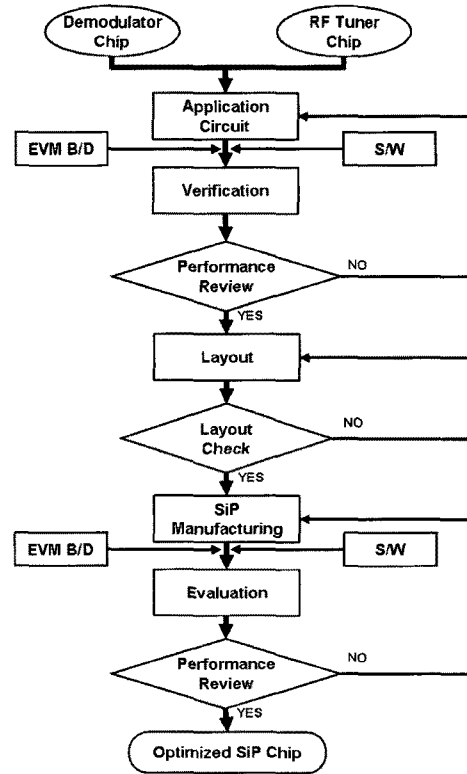 Demodulator
Chip
RF Tuner
Chip
Application
Circuit
EVM B/D
S/W
Verification
Performance
Review
NO
YES
Layout
Layout
Check
NO
YES
SiP
Manufacturing
EVM B/D
S/W
Evaluation
Performance
Review
NO
YES
Optimized SiP Chip